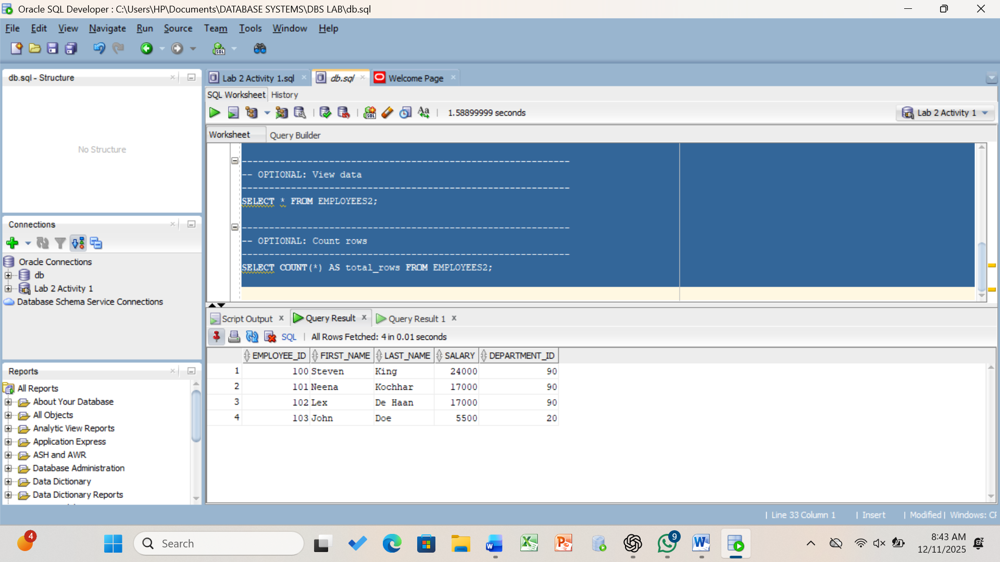 Oracle SQL Developer : C:\Users\HP\Documents\DATABASE SYSTEMS\DBS LAB\db.sql
File Edit View Navigate Run Source Team Tools Window Help
db.sql - Structure
No Structure
Connections
Oracle Connections
db
Lab 2 Activity 1
Database Schema Service Connections
Reports
All Reports
About Your Database
All Objects
Analytic View Reports
Application Express
ASH and AWR
Database Administration
Data Dictionary
Data Dictionary Reports
Lab 2 Activity 1.sql db.sql Welcome Page
SQL Worksheet History
1.58899999 seconds Lab 2 Activity 1
Worksheet Query Builder
------------------------------------------------------------
-- OPTIONAL: View data
------------------------------------------------------------
SELECT * FROM EMPLOYEES2;
------------------------------------------------------------
-- OPTIONAL: Count rows
------------------------------------------------------------
SELECT COUNT(*) AS total_rows FROM EMPLOYEES2;
Script Output x Query Result x Query Result 1 x
SQL | All Rows Fetched: 4 in 0.01 seconds
EMPLOYEE_ID FIRST_NAME LAST_NAME SALARY DEPARTMENT_ID
1 100 Steven King 24000 90
2 101 Neena Kochhar 17000 90
3 102 Lex De Haan 17000 90
4 103 John Doe 5500 20
| Line 33 Column 1 | Insert | Modified | Windows: CF
4 Search 9 8:43 AM
12/11/2025